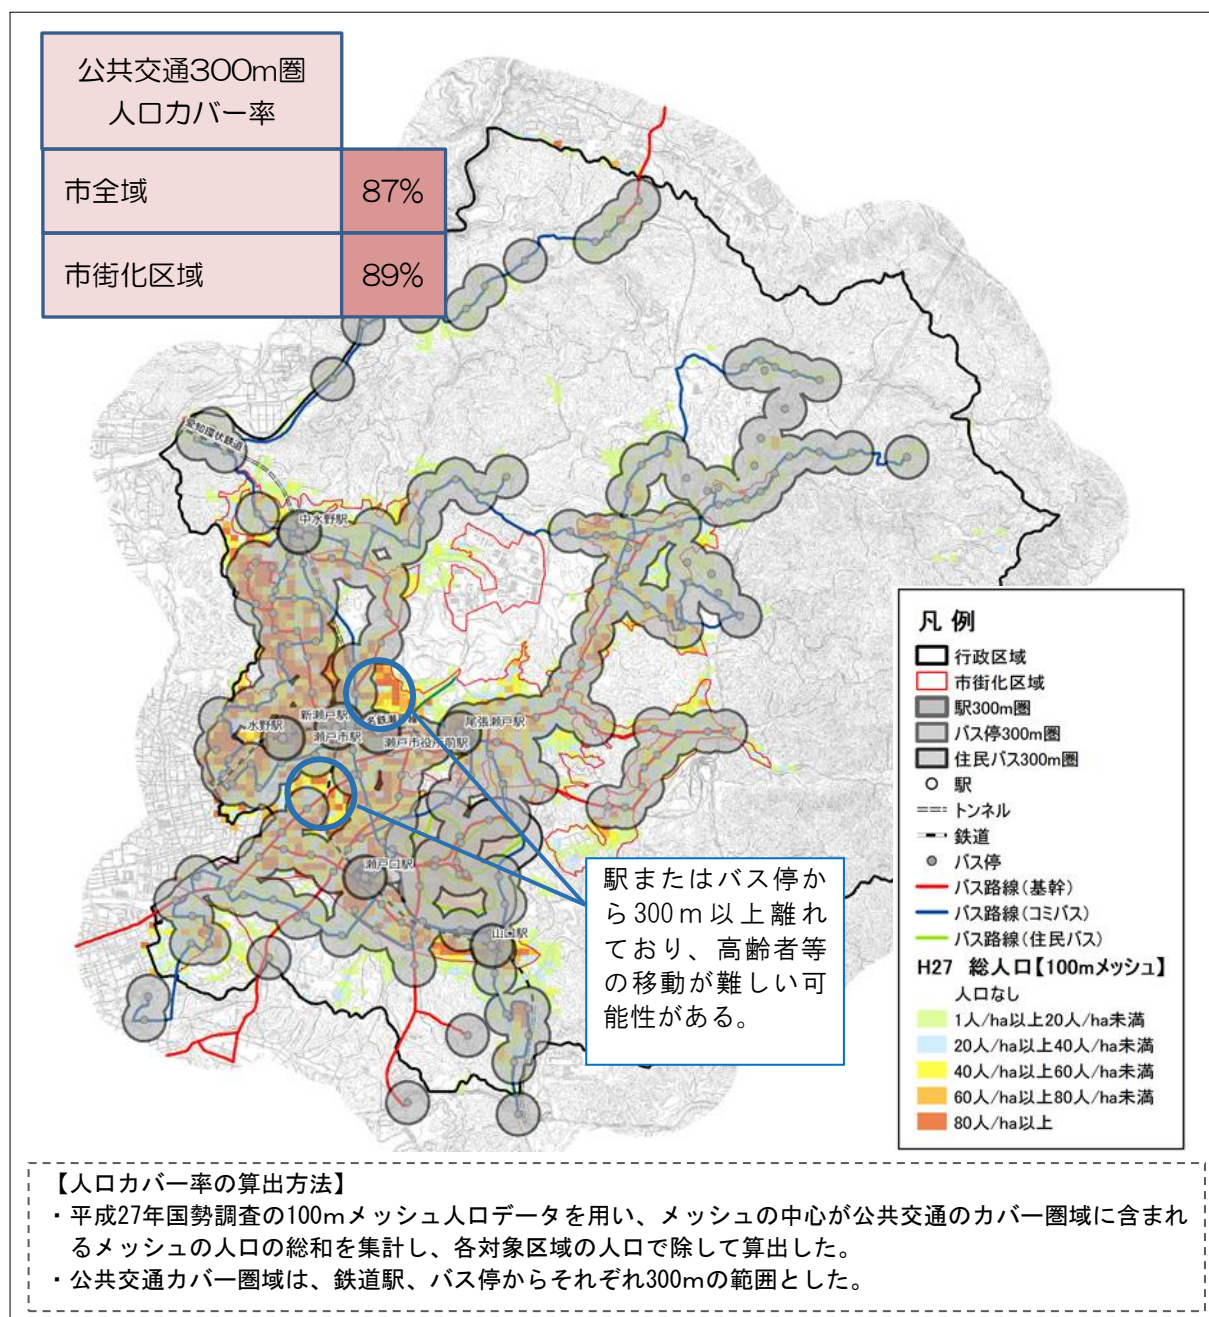 公共交通300m圏
人口カバー率
市全域
87%
市街化区域
89%
愛知環状鉄道
中水野駅
水野駅
新瀬戸駅
瀬戸市駅
瀬戸市役所前駅
尾張瀬戸駅
瀬戸口駅
山口駅
駅またはバス停か
ら300m以上離れ
ており、高齢者等
の移動が難しい可
能性がある。
凡例
行政区域
市街化区域
駅300m圏
バス停300m圏
住民バス300m圏
駅
トンネル
鉄道
バス停
バス路線(基幹)
バス路線(コミバス)
バス路線(住民バス)
H27 総人口【100mメッシュ】
人口なし
1人/ha以上20人/ha未満
20人/ha以上40人/ha未満
40人/ha以上60人/ha未満
60人/ha以上80人/ha未満
80人/ha以上
【人口カバー率の算出方法】
・平成27年国勢調査の100mメッシュ人口データを用い、メッシュの中心が公共交通のカバー圏域に含まれ
るメッシュの人口の総和を集計し、各対象区域の人口で除して算出した。
・公共交通カバー圏域は、鉄道駅、バス停からそれぞれ300mの範囲とした。